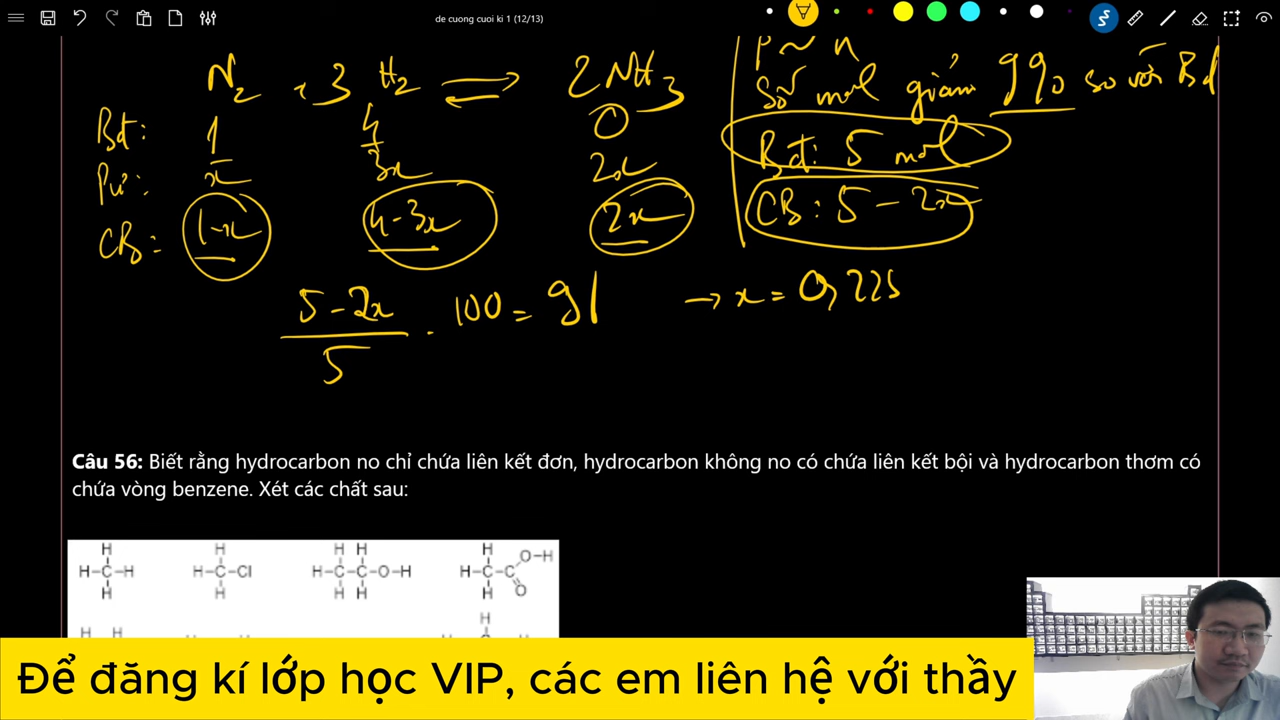 de cuong cuoi ki 1 (12/13)
N2 + 3 H2 ⇌ 2NH3
Bđ: 1 4 0
Pư: x 3x 2x
CB: 1-x 4-3x 2x
P ~ n
Số mol giảm 9% so với Bđ
Bđ: 5 mol
CB: 5 - 2x
5 - 2x / 5 . 100 = 91 → x = 0,225
Câu 56: Biết rằng hydrocarbon no chỉ chứa liên kết đơn, hydrocarbon không no có chứa liên kết bội và hydrocarbon thơm có
chứa vòng benzene. Xét các chất sau:
H H H H H
H-C-H H-C-Cl H-C-C-O-H H-C-C O-H
H H H H H O
H H H
Để đăng kí lớp học VIP, các em liên hệ với thầy